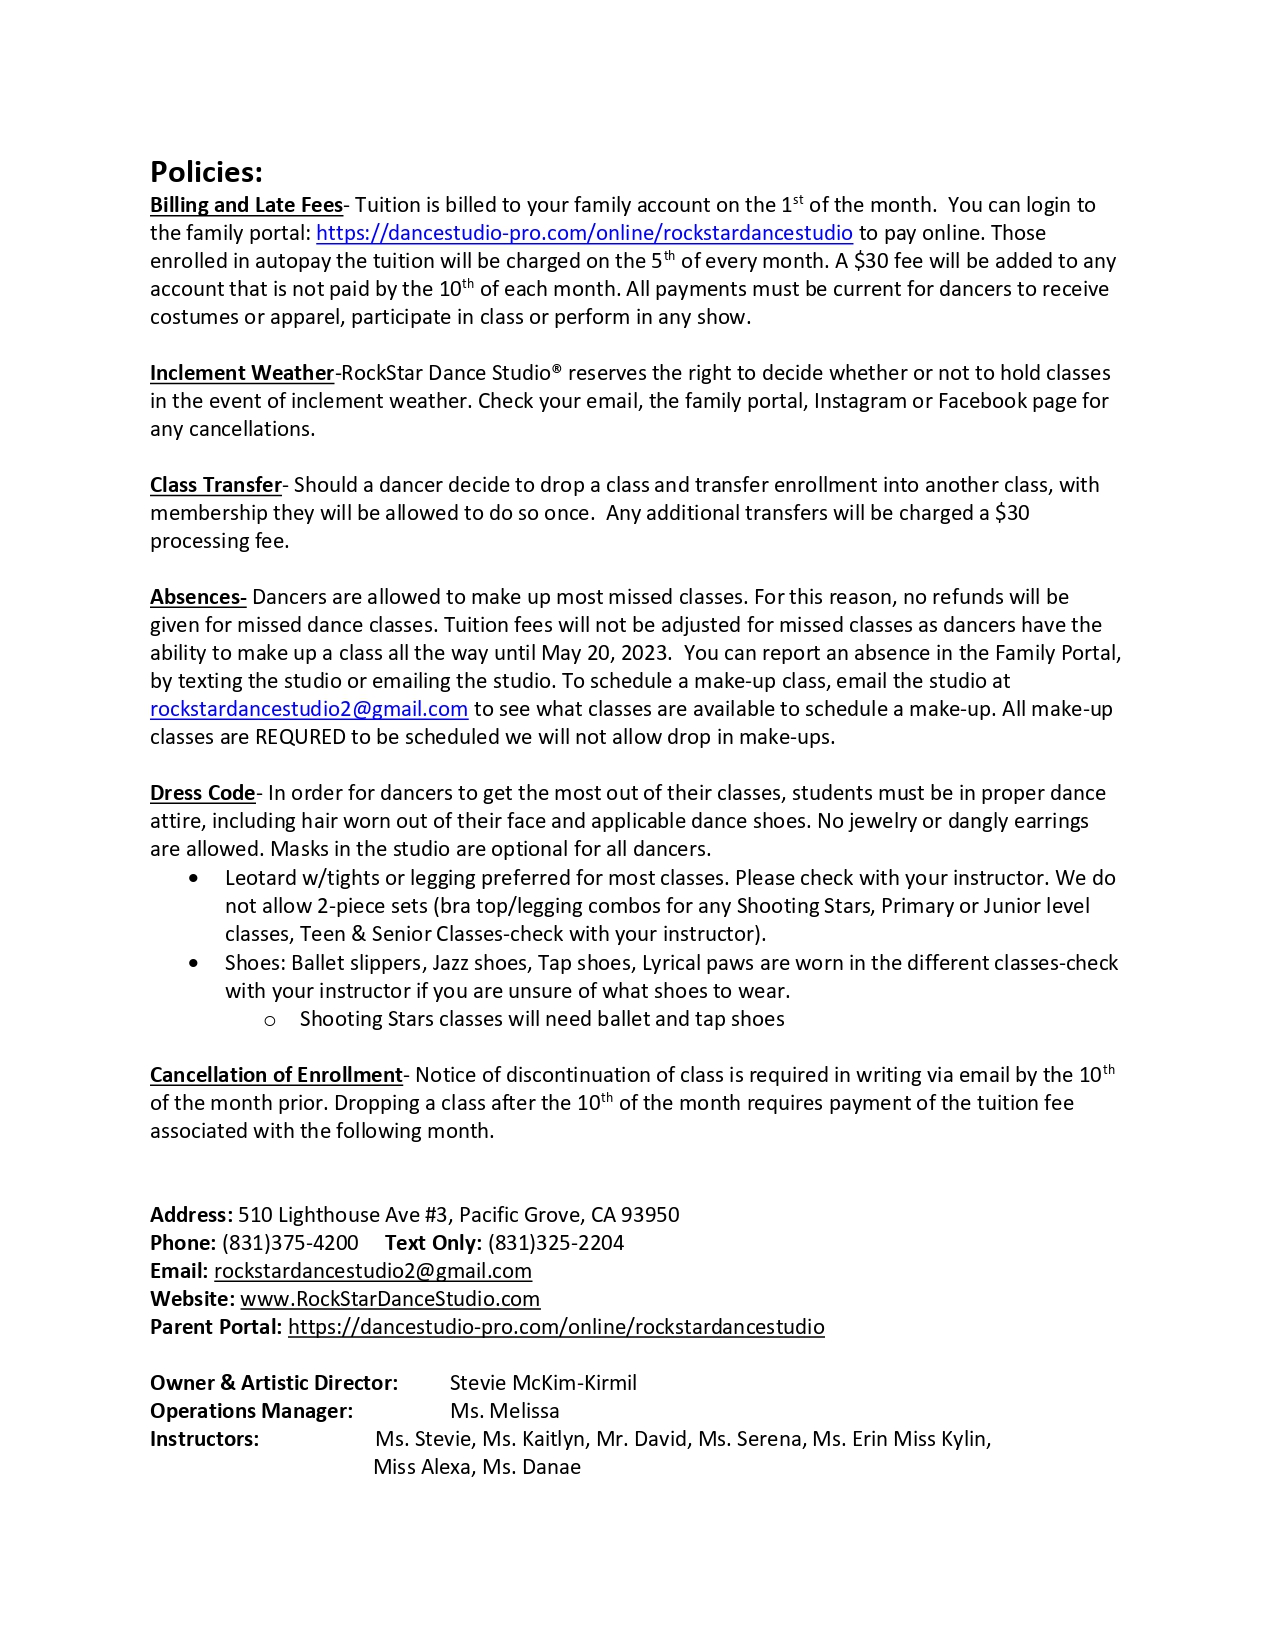 Policies:
Billing and Late Fees- Tuition is billed to your family account on the 1st of the month.  You can login to
the family portal: https://dancestudio-pro.com/online/rockstardancestudio to pay online. Those
enrolled in autopay the tuition will be charged on the 5th of every month. A $30 fee will be added to any
account that is not paid by the 10th of each month. All payments must be current for dancers to receive
costumes or apparel, participate in class or perform in any show.
Inclement Weather-RockStar Dance Studio® reserves the right to decide whether or not to hold classes
in the event of inclement weather. Check your email, the family portal, Instagram or Facebook page for
any cancellations.
Class Transfer- Should a dancer decide to drop a class and transfer enrollment into another class, with
membership they will be allowed to do so once.  Any additional transfers will be charged a $30
processing fee.
Absences- Dancers are allowed to make up most missed classes. For this reason, no refunds will be
given for missed dance classes. Tuition fees will not be adjusted for missed classes as dancers have the
ability to make up a class all the way until May 20, 2023.  You can report an absence in the Family Portal,
by texting the studio or emailing the studio. To schedule a make-up class, email the studio at
rockstardancestudio2@gmail.com to see what classes are available to schedule a make-up. All make-up
classes are REQURED to be scheduled we will not allow drop in make-ups.
Dress Code- In order for dancers to get the most out of their classes, students must be in proper dance
attire, including hair worn out of their face and applicable dance shoes. No jewelry or dangly earrings
are allowed. Masks in the studio are optional for all dancers.
• Leotard w/tights or legging preferred for most classes. Please check with your instructor. We do
not allow 2-piece sets (bra top/legging combos for any Shooting Stars, Primary or Junior level
classes, Teen & Senior Classes-check with your instructor).
• Shoes: Ballet slippers, Jazz shoes, Tap shoes, Lyrical paws are worn in the different classes-check
with your instructor if you are unsure of what shoes to wear.
o Shooting Stars classes will need ballet and tap shoes
Cancellation of Enrollment- Notice of discontinuation of class is required in writing via email by the 10th
of the month prior. Dropping a class after the 10th of the month requires payment of the tuition fee
associated with the following month.
Address: 510 Lighthouse Ave #3, Pacific Grove, CA 93950
Phone: (831)375-4200 Text Only: (831)325-2204
Email: rockstardancestudio2@gmail.com
Website: www.RockStarDanceStudio.com
Parent Portal: https://dancestudio-pro.com/online/rockstardancestudio
Owner & Artistic Director: Stevie McKim-Kirmil
Operations Manager: Ms. Melissa
Instructors: Ms. Stevie, Ms. Kaitlyn, Mr. David, Ms. Serena, Ms. Erin Miss Kylin,
Miss Alexa, Ms. Danae